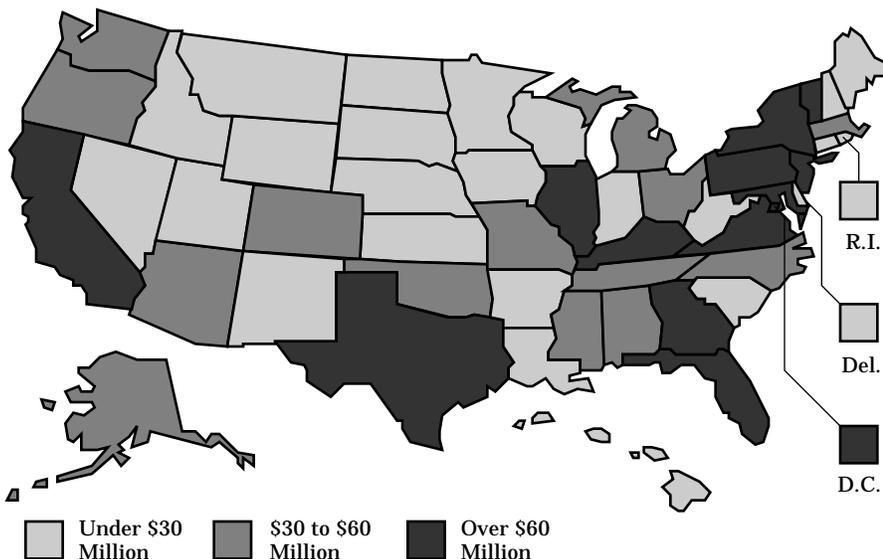 R.I.
Del.
D.C.
Under $30
Million
$30 to $60
Million
Over $60
Million